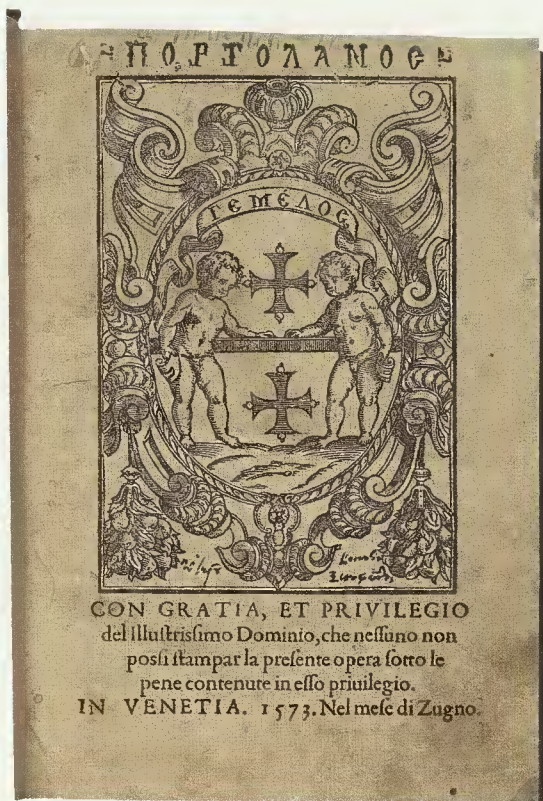 ΠΟΡΤΟΛΑΝΟϹ
ΓΕΜΕΛΟϹ
CON GRATIA, ET PRIVILEGIO
del Illuſtriſsimo Dominio, che neſſuno non
poſſi ſtampar la preſente opera ſotto le
pene contenute in eſſo priuilegio.
IN VENETIA. 1573. Nel meſe di Zugno.